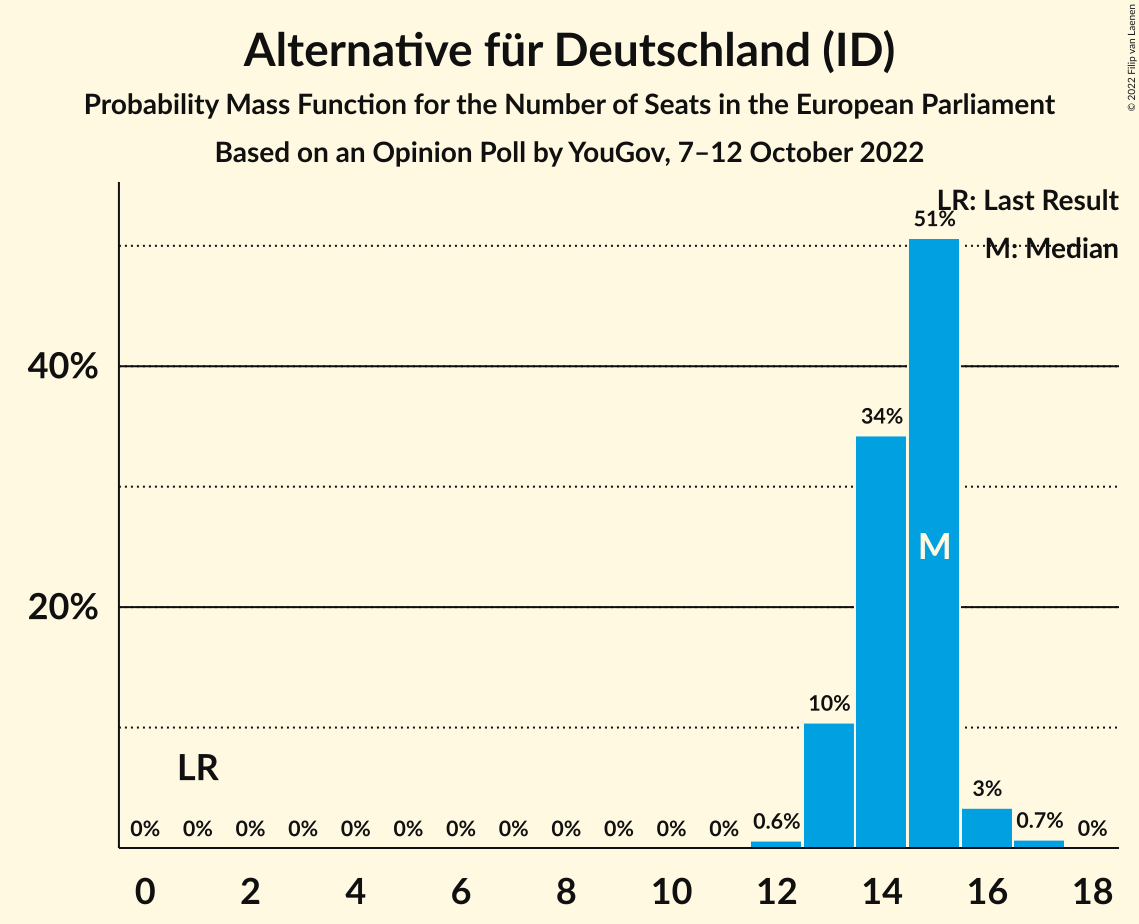 Alternative für Deutschland (ID)
Probability Mass Function for the Number of Seats in the European Parliament
Based on an Opinion Poll by YouGov, 7–12 October 2022
© 2022 Filip van Laenen
LR: Last Result
M: Median
51%
40%
34%
M
20%
10%
LR
3%
0% 0% 0% 0% 0% 0% 0% 0% 0% 0% 0% 0% 0.6% 0.7% 0%
0 2 4 6 8 10 12 14 16 18